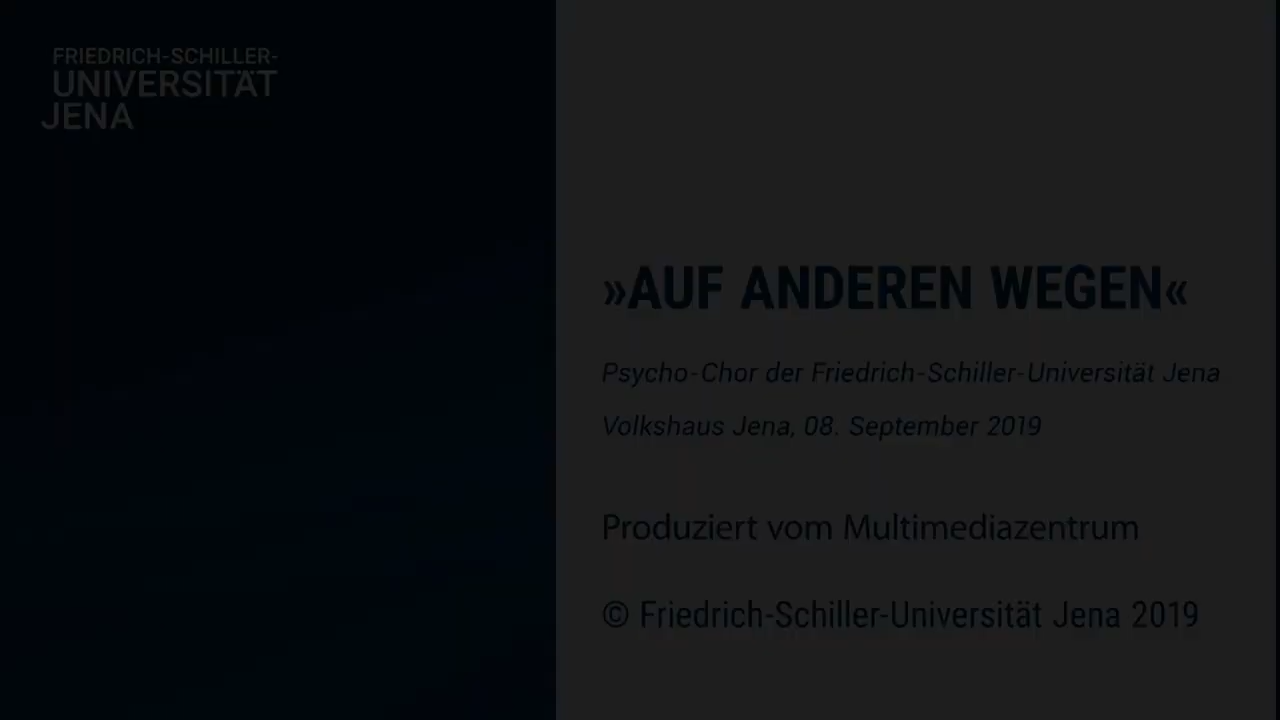 FRIEDRICH-SCHILLER-
UNIVERSITÄT
JENA
»AUF ANDEREN WEGEN«
Psycho-Chor der Friedrich-Schiller-Universität Jena
Volkshaus Jena, 08. September 2019
Produziert vom Multimediazentrum
© Friedrich-Schiller-Universität Jena 2019